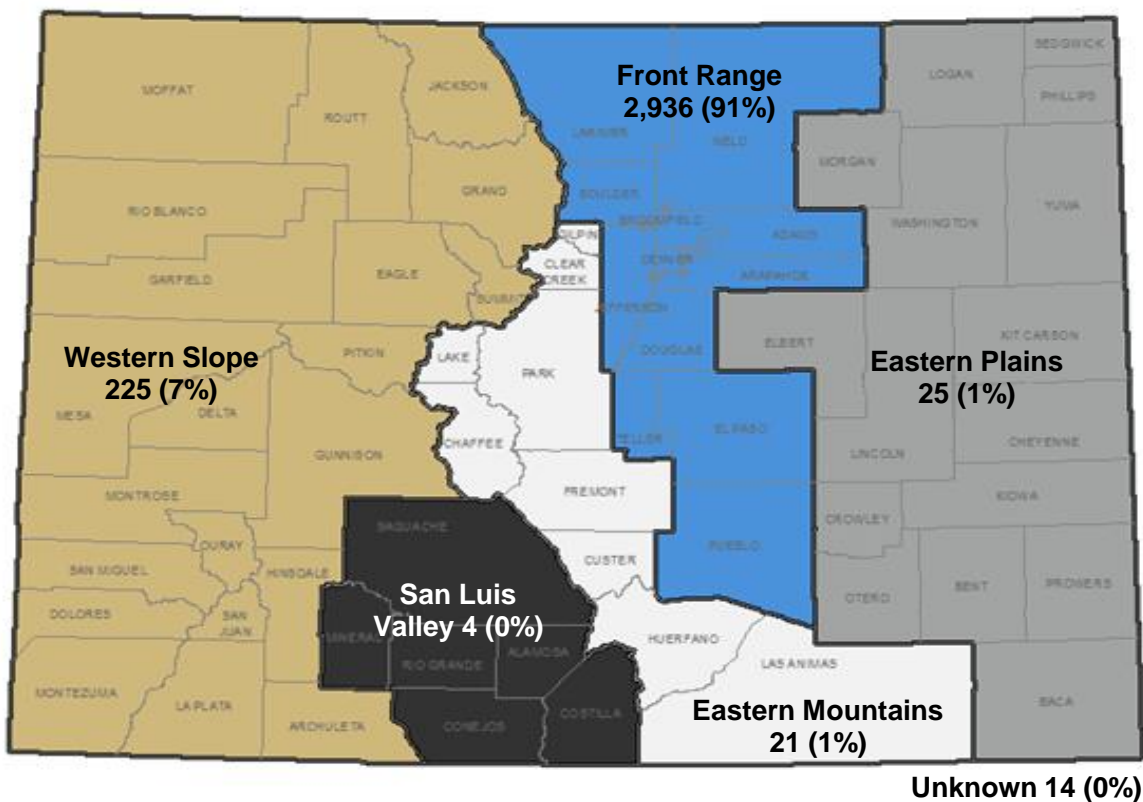 SEDGWICK
LOGAN
Front Range
2,936 (91%)
JACKSON
MOFFAT
PHILLIPS
ROUTT
LARIMER
WELD
MORGAN
GRAND
BOULDER
RIO BLANCO
YUMA
BROOMFIELD
WASHINGTON
GILPIN
ADAMS
CLEAR
CREEK
DENVER
EAGLE
ARAPAHOE
GARFIELD
SUMMIT
JEFFERSON
KIT CARSON
ELBERT
DOUGLAS
PITKIN
LAKE
Western Slope
225 (7%)
Eastern Plains
25 (1%)
PARK
MESA
DELTA
TELLER
EL PASO
CHAFFEE
CHEYENNE
GUNNISON
LINCOLN
FREMONT
MONTROSE
KIOWA
SAGUACHE
CROWLEY
OURAY
PUEBLO
CUSTER
SAN MIGUEL
HINSDALE
BENT
PROWERS
San Luis
Valley 4 (0%)
OTERO
DOLORES
SAN
JUAN
MINERAL
HUERFANO
ALAMOSA
RIO GRANDE
LAS ANIMAS
MONTEZUMA
LA PLATA
ARCHULETA
CONEJOS
COSTILLA
BACA
Eastern Mountains
21 (1%)
Unknown 14 (0%)